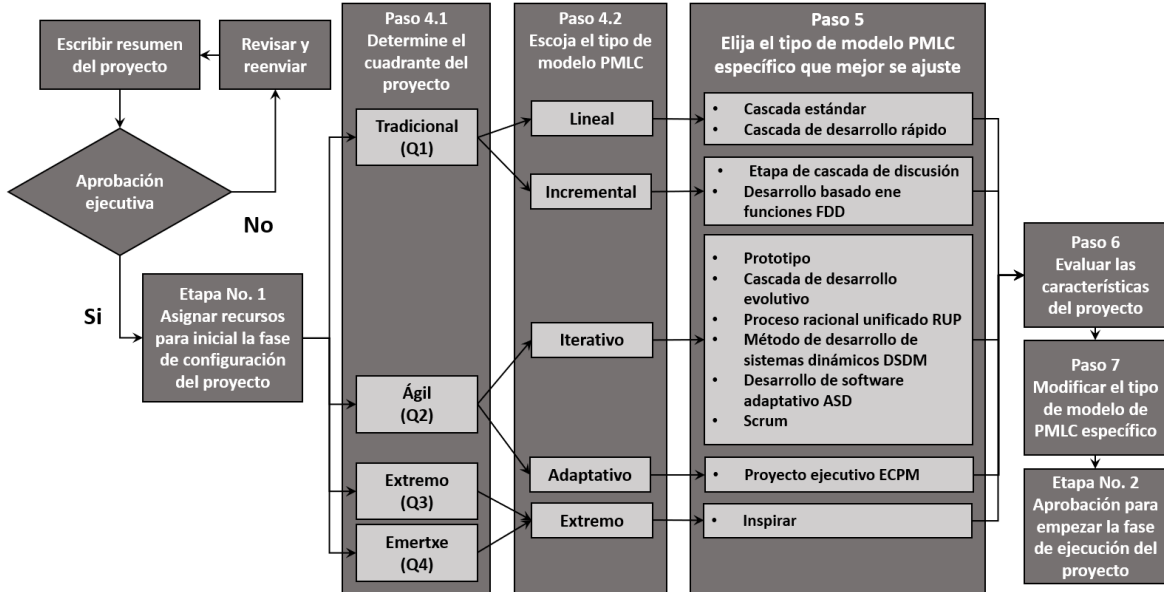 Escribir resumen
del proyecto
Revisar y
reenviar
Aprobación
ejecutiva
No
Si
Etapa No. 1
Asignar recursos
para inicial la fase
de configuración
del proyecto
Paso 4.1
Determine el
cuadrante del
proyecto
Tradicional
(Q1)
Ágil
(Q2)
Extremo
(Q3)
Emertxe
(Q4)
Paso 4.2
Escoja el tipo de
modelo PMLC
Lineal
Incremental
Iterativo
Adaptativo
Extremo
Paso 5
Elija el tipo de modelo PMLC
específico que mejor se ajuste
• Cascada estándar
• Cascada de desarrollo rápido
• Etapa de cascada de discusión
• Desarrollo basado ene
funciones FDD
• Prototipo
• Cascada de desarrollo
evolutivo
• Proceso racional unificado RUP
• Método de desarrollo de
sistemas dinámicos DSDM
• Desarrollo de software
adaptativo ASD
• Scrum
• Proyecto ejecutivo ECPM
• Inspirar
Paso 6
Evaluar las
características
del proyecto
Paso 7
Modificar el tipo
de modelo de
PMLC específico
Etapa No. 2
Aprobación para
empezar la fase
de ejecución del
proyecto